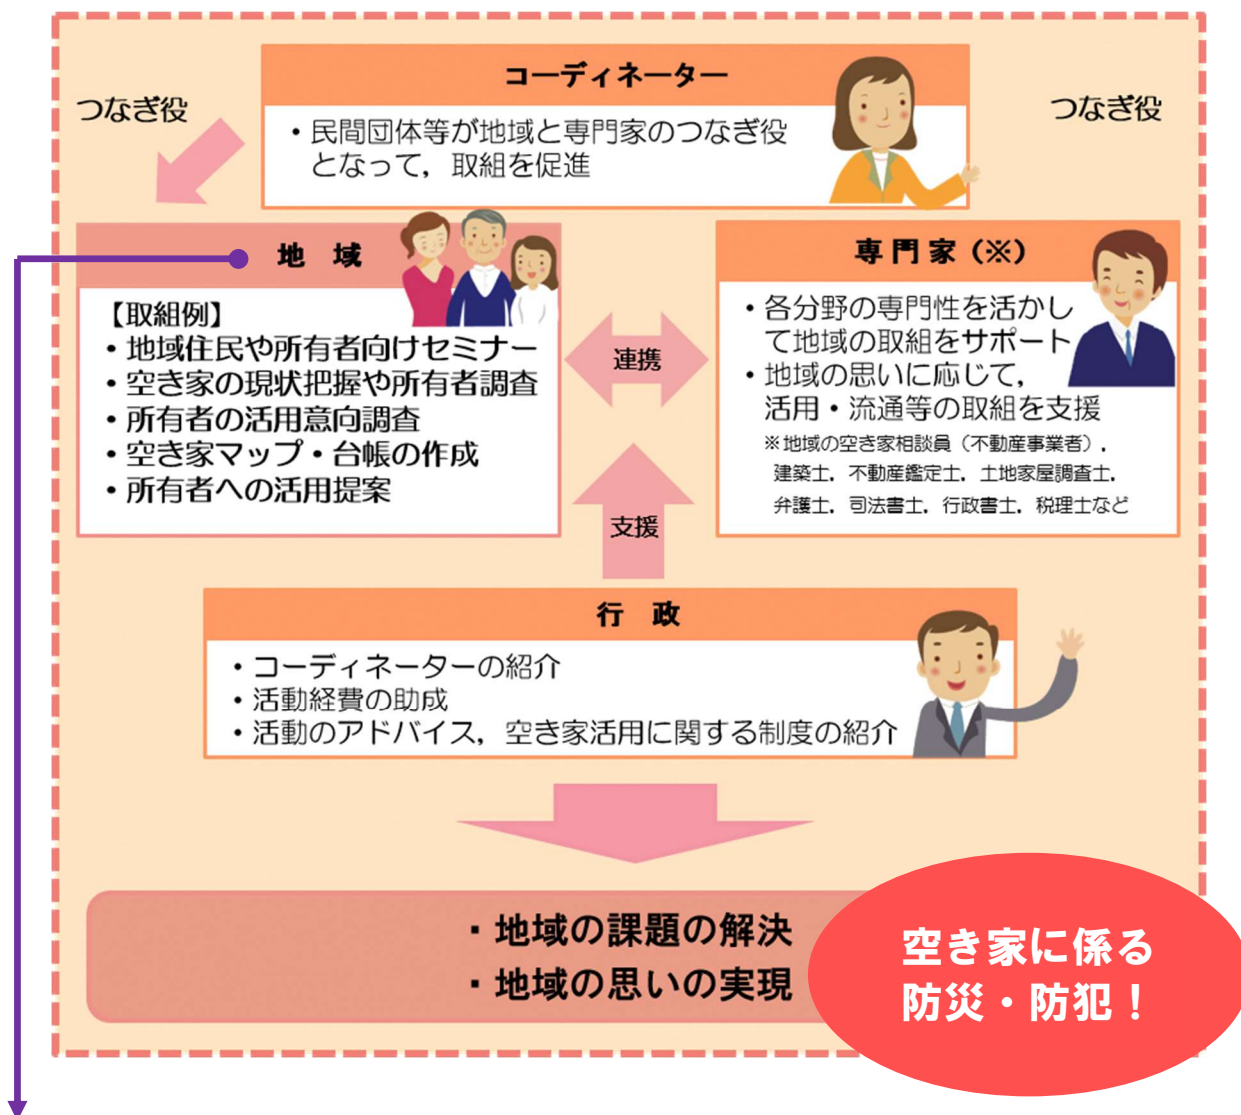 コーディネーター
つなぎ役
つなぎ役
・民間団体等が地域と専門家のつなぎ役
となって，取組を促進
地 域
【取組例】
・地域住民や所有者向けセミナー
・空き家の現状把握や所有者調査
・所有者の活用意向調査
・空き家マップ・台帳の作成
・所有者への活用提案
連携
専門家（※）
・各分野の専門性を活かし
て地域の取組をサポート
・地域の思いに応じて，
活用・流通等の取組を支援
※地域の空き家相談員（不動産事業者），
建築士，不動産鑑定士，土地家屋調査士，
弁護士，司法書士，行政書士，税理士など
支援
行 政
・コーディネーターの紹介
・活動経費の助成
・活動のアドバイス，空き家活用に関する制度の紹介
・地域の課題の解決
・地域の思いの実現
空き家に係る
防災・防犯！